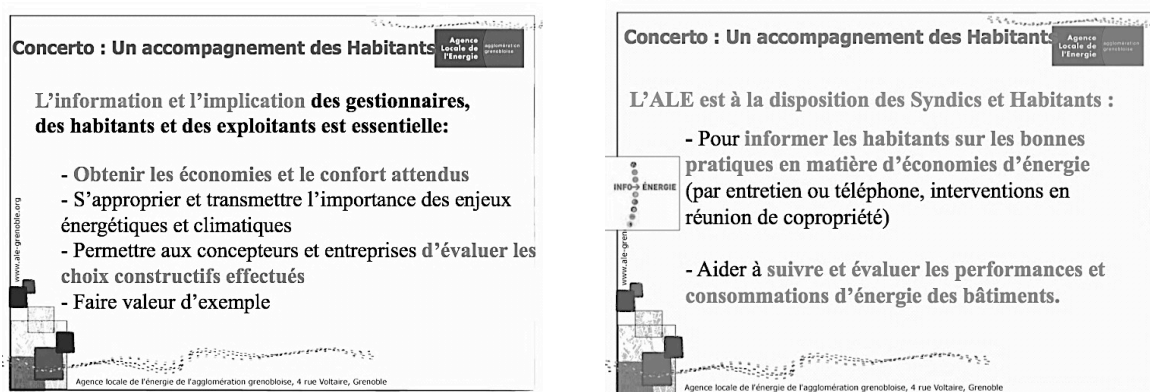 Concerto : Un accompagnement des Habitants
Agence
Locale de
l'Energie
agglomération
grenobloise
L'information et l'implication des gestionnaires,
des habitants et des exploitants est essentielle:
- Obtenir les économies et le confort attendus
- S'approprier et transmettre l'importance des enjeux
énergétiques et climatiques
- Permettre aux concepteurs et entreprises d'évaluer les
choix constructifs effectués
- Faire valeur d'exemple
www.ale-grenoble.org
Agence locale de l'énergie de l'agglomération grenobloise, 4 rue Voltaire, Grenoble
Concerto : Un accompagnement des Habitants
Agence
Locale de
l'Energie
agglomération
grenobloise
L'ALE est à la disposition des Syndics et Habitants :
- Pour informer les habitants sur les bonnes
pratiques en matière d'économies d'énergie
(par entretien ou téléphone, interventions en
réunion de copropriété)
INFO→ ÉNERGIE
- Aider à suivre et évaluer les performances et
consommations d'énergie des bâtiments.
www.ale-gren
Agence locale de l'énergie de l'agglomération grenobloise, 4 rue Voltaire, Grenoble